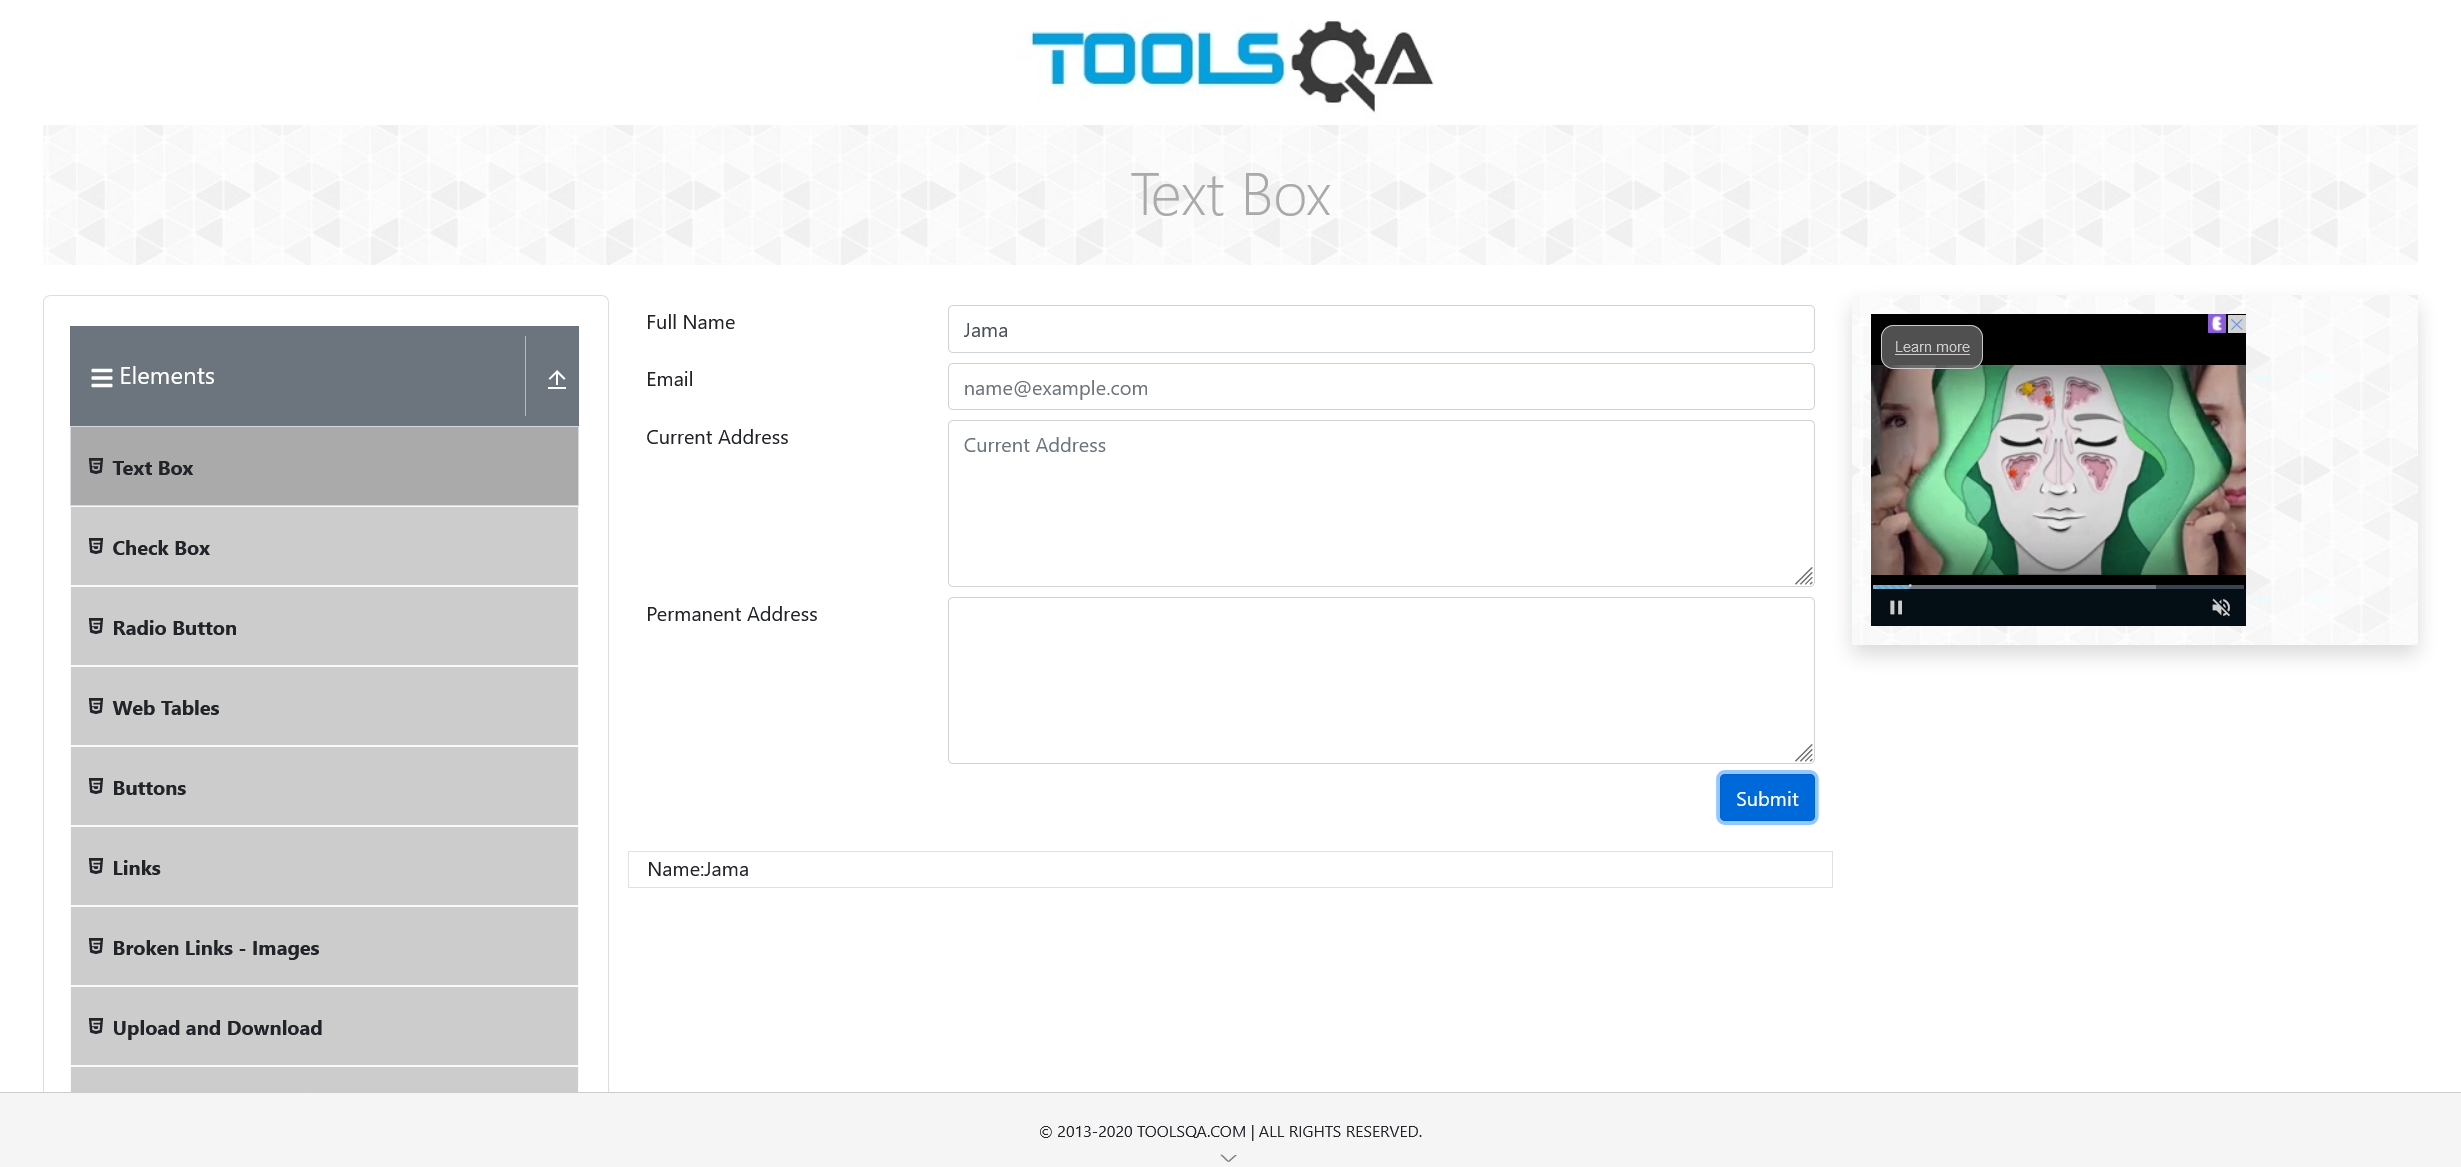 TOOLSQA
Text Box
Elements
Text Box
Check Box
Radio Button
Web Tables
Buttons
Links
Broken Links - Images
Upload and Download
Full Name
Jama
Email
name@example.com
Current Address
Current Address
Permanent Address
Submit
Name:Jama
Learn more
© 2013-2020 TOOLSQA.COM | ALL RIGHTS RESERVED.